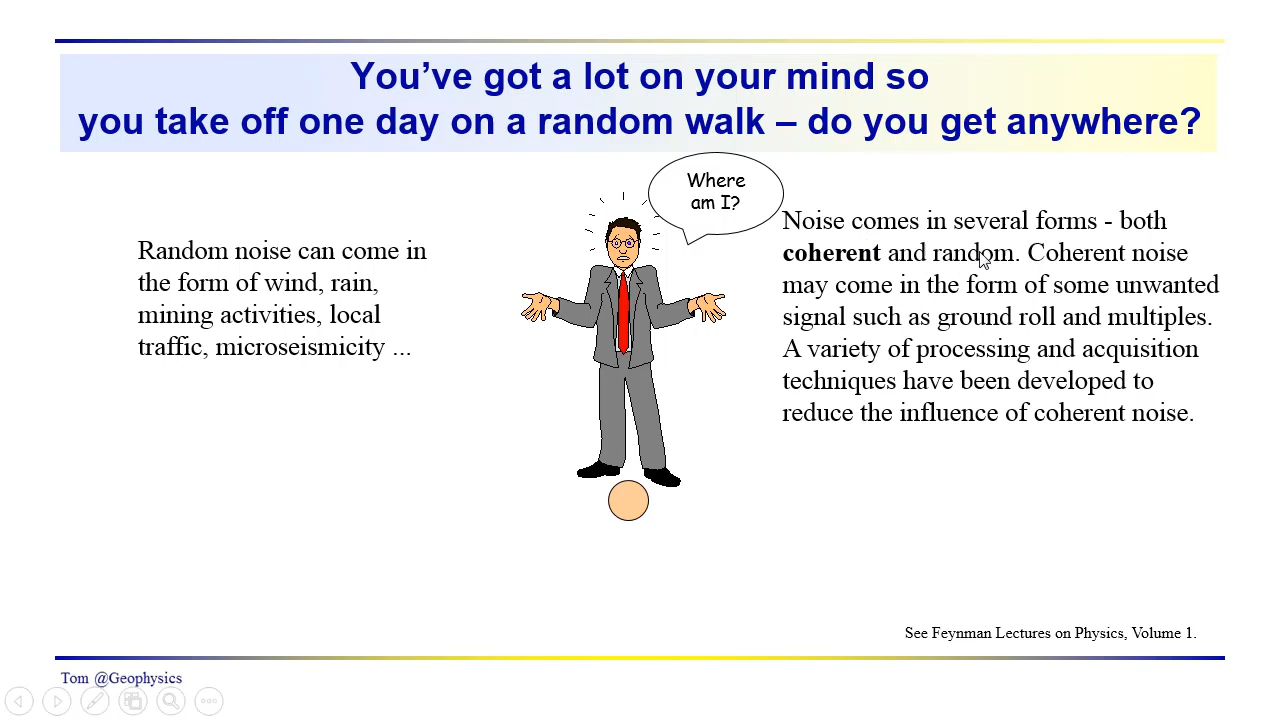 You’ve got a lot on your mind so
you take off one day on a random walk – do you get anywhere?
Where
am I?
Random noise can come in
the form of wind, rain,
mining activities, local
traffic, microseismicity ...
Noise comes in several forms - both
coherent and random. Coherent noise
may come in the form of some unwanted
signal such as ground roll and multiples.
A variety of processing and acquisition
techniques have been developed to
reduce the influence of coherent noise.
See Feynman Lectures on Physics, Volume 1.
Tom @Geophysics